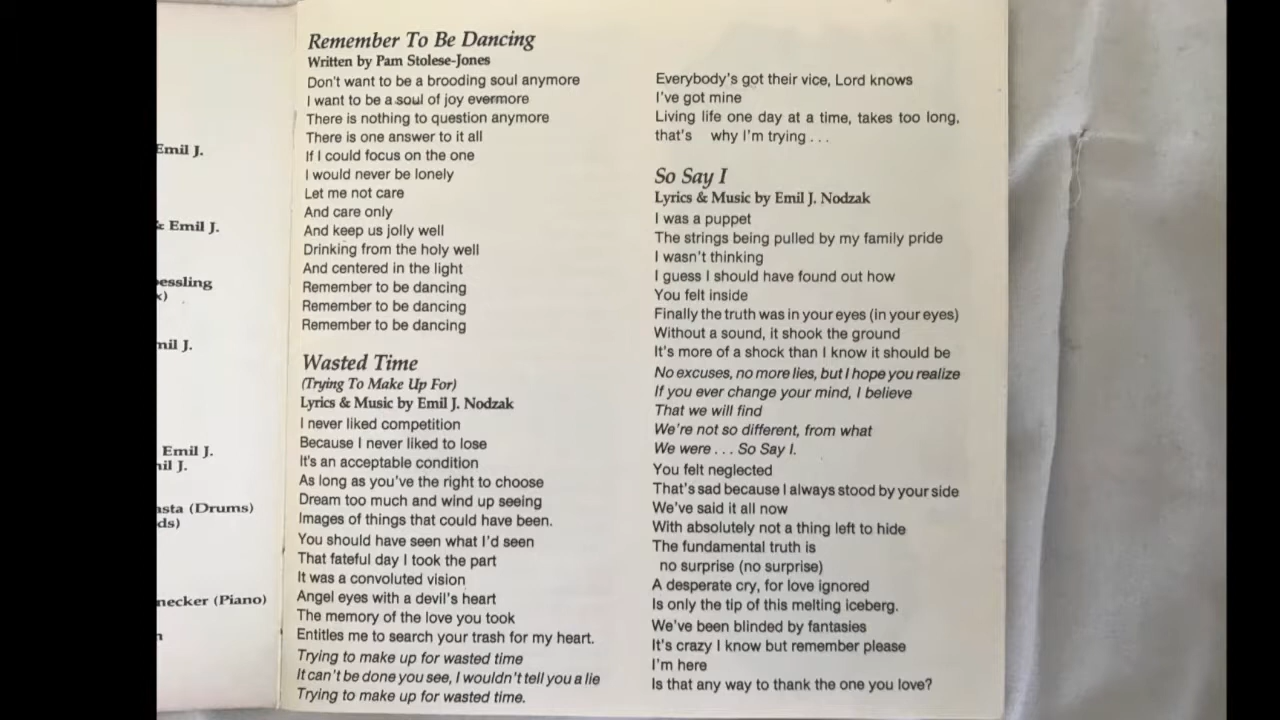 Emil J.
& Emil J.
essling
x)
nil J.
Emil J.
nil J.
asta (Drums)
ds)
necker (Piano)
n
Remember To Be Dancing
Written by Pam Stolese-Jones
Don't want to be a brooding soul anymore
I want to be a soul of joy evermore
There is nothing to question anymore
There is one answer to it all
If I could focus on the one
I would never be lonely
Let me not care
And care only
And keep us jolly well
Drinking from the holy well
And centered in the light
Remember to be dancing
Remember to be dancing
Remember to be dancing
Wasted Time
(Trying To Make Up For)
Lyrics & Music by Emil J. Nodzak
I never liked competition
Because I never liked to lose
It's an acceptable condition
As long as you've the right to choose
Dream too much and wind up seeing
Images of things that could have been.
You should have seen what I'd seen
That fateful day I took the part
It was a convoluted vision
Angel eyes with a devil's heart
The memory of the love you took
Entitles me to search your trash for my heart.
Trying to make up for wasted time
It can't be done you see, I wouldn't tell you a lie
Trying to make up for wasted time.
Everybody's got their vice, Lord knows
I've got mine
Living life one day at a time, takes too long,
that's why I'm trying . . .
So Say I
Lyrics & Music by Emil J. Nodzak
I was a puppet
The strings being pulled by my family pride
I wasn't thinking
I guess I should have found out how
You felt inside
Finally the truth was in your eyes (in your eyes)
Without a sound, it shook the ground
It's more of a shock than I know it should be
No excuses, no more lies, but I hope you realize
If you ever change your mind, I believe
That we will find
We're not so different, from what
We were . . . So Say I.
You felt neglected
That's sad because I always stood by your side
We've said it all now
With absolutely not a thing left to hide
The fundamental truth is
no surprise (no surprise)
A desperate cry, for love ignored
Is only the tip of this melting iceberg.
We've been blinded by fantasies
It's crazy I know but remember please
I'm here
Is that any way to thank the one you love?